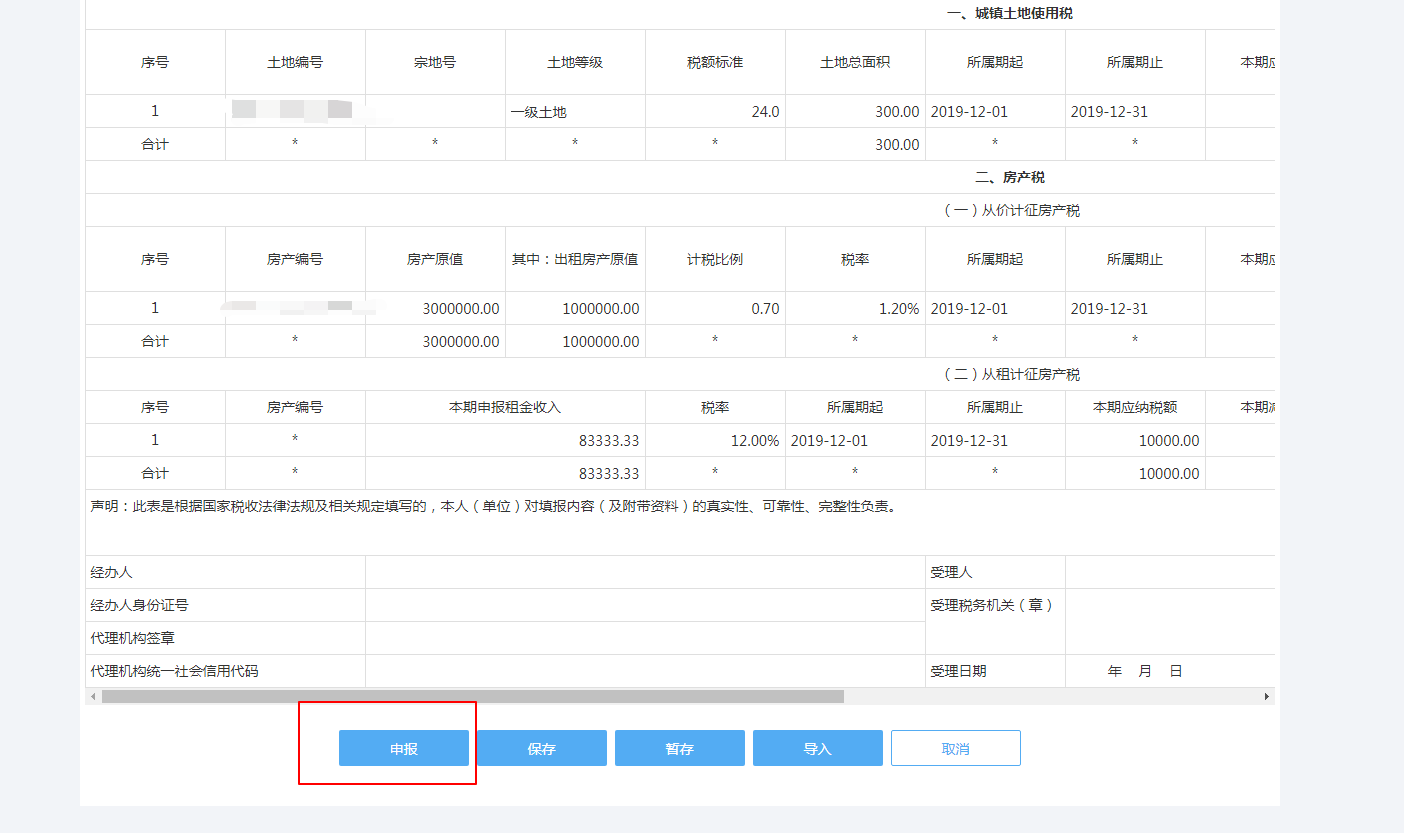 一、城镇土地使用税
序号 土地编号 宗地号 土地等级 税额标准 土地总面积 所属期起 所属期止 本期
1 一级土地 24.0 300.00 2019-12-01 2019-12-31
合计 * * * * 300.00 * *
二、房产税
（一）从价计征房产税
序号 房产编号 房产原值 其中：出租房产原值 计税比例 税率 所属期起 所属期止 本期
1 3000000.00 1000000.00 0.70 1.20% 2019-12-01 2019-12-31
合计 * 3000000.00 1000000.00 * * * *
（二）从租计征房产税
序号 房产编号 本期申报租金收入 税率 所属期起 所属期止 本期应纳税额 本期
1 * 83333.33 12.00% 2019-12-01 2019-12-31 10000.00
合计 * 83333.33 * * * 10000.00
声明：此表是根据国家税收法律法规及相关规定填写的，本人（单位）对填报内容（及附带资料）的真实性、可靠性、完整性负责。
经办人 受理人
经办人身份证号 受理税务机关（章）
代理机构签章
代理机构统一社会信用代码 受理日期 年 月 日
申报 保存 暂存 导入 取消